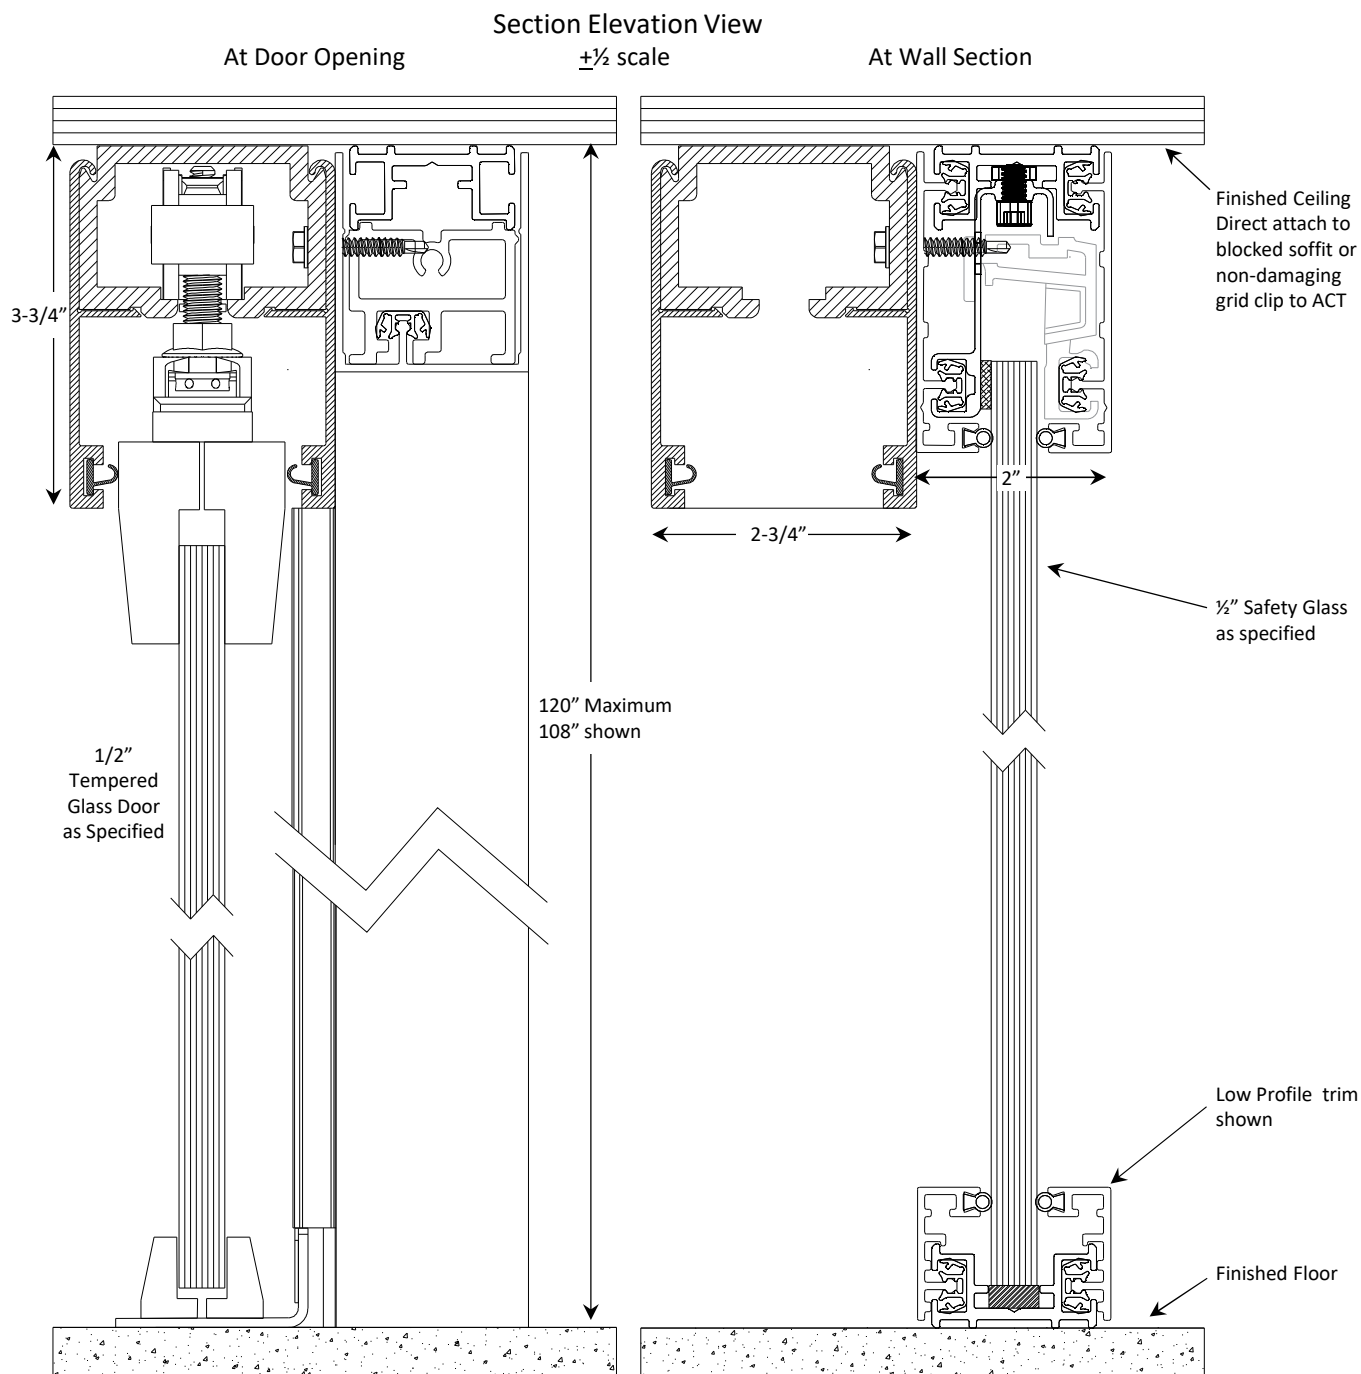 Section Elevation View
At Door Opening
+½ scale
At Wall Section
Finished Ceiling
Direct attach to
blocked soffit or
non-damaging
grid clip to ACT
3-3/4”
2”
2-3/4”
½” Safety Glass
as specified
120” Maximum
108” shown
1/2”
Tempered
Glass Door
as Specified
Low Profile trim
shown
Finished Floor